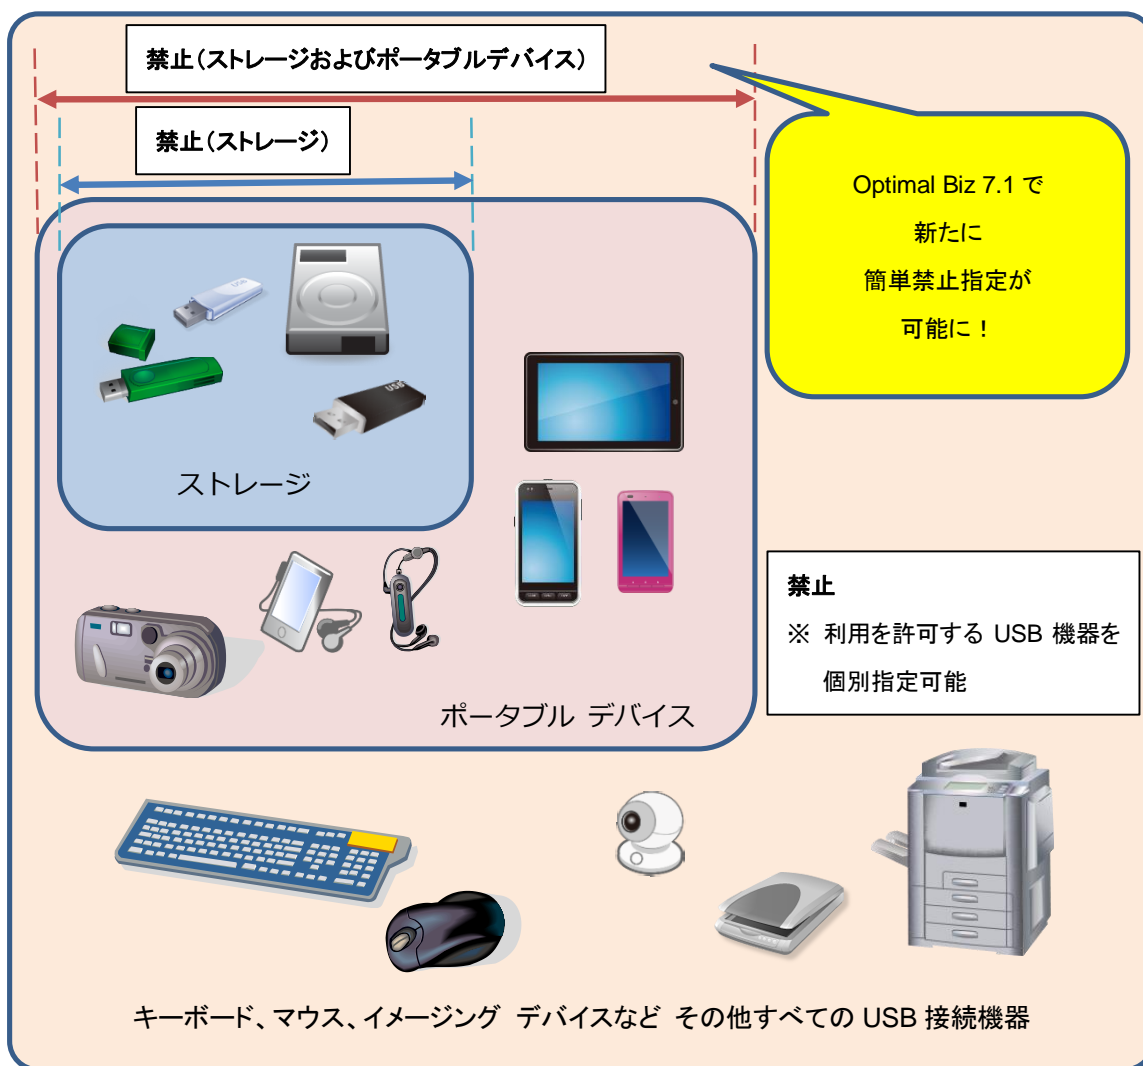 禁止（ストレージおよびポータブルデバイス）
禁止（ストレージ）
Optimal Biz 7.1 で
新たに
簡単禁止指定が
可能に！
USB
USB
ストレージ
禁止
※ 利用を許可する USB 機器を
個別指定可能
ポータブル デバイス
キーボード、マウス、イメージング デバイスなど その他すべての USB 接続機器